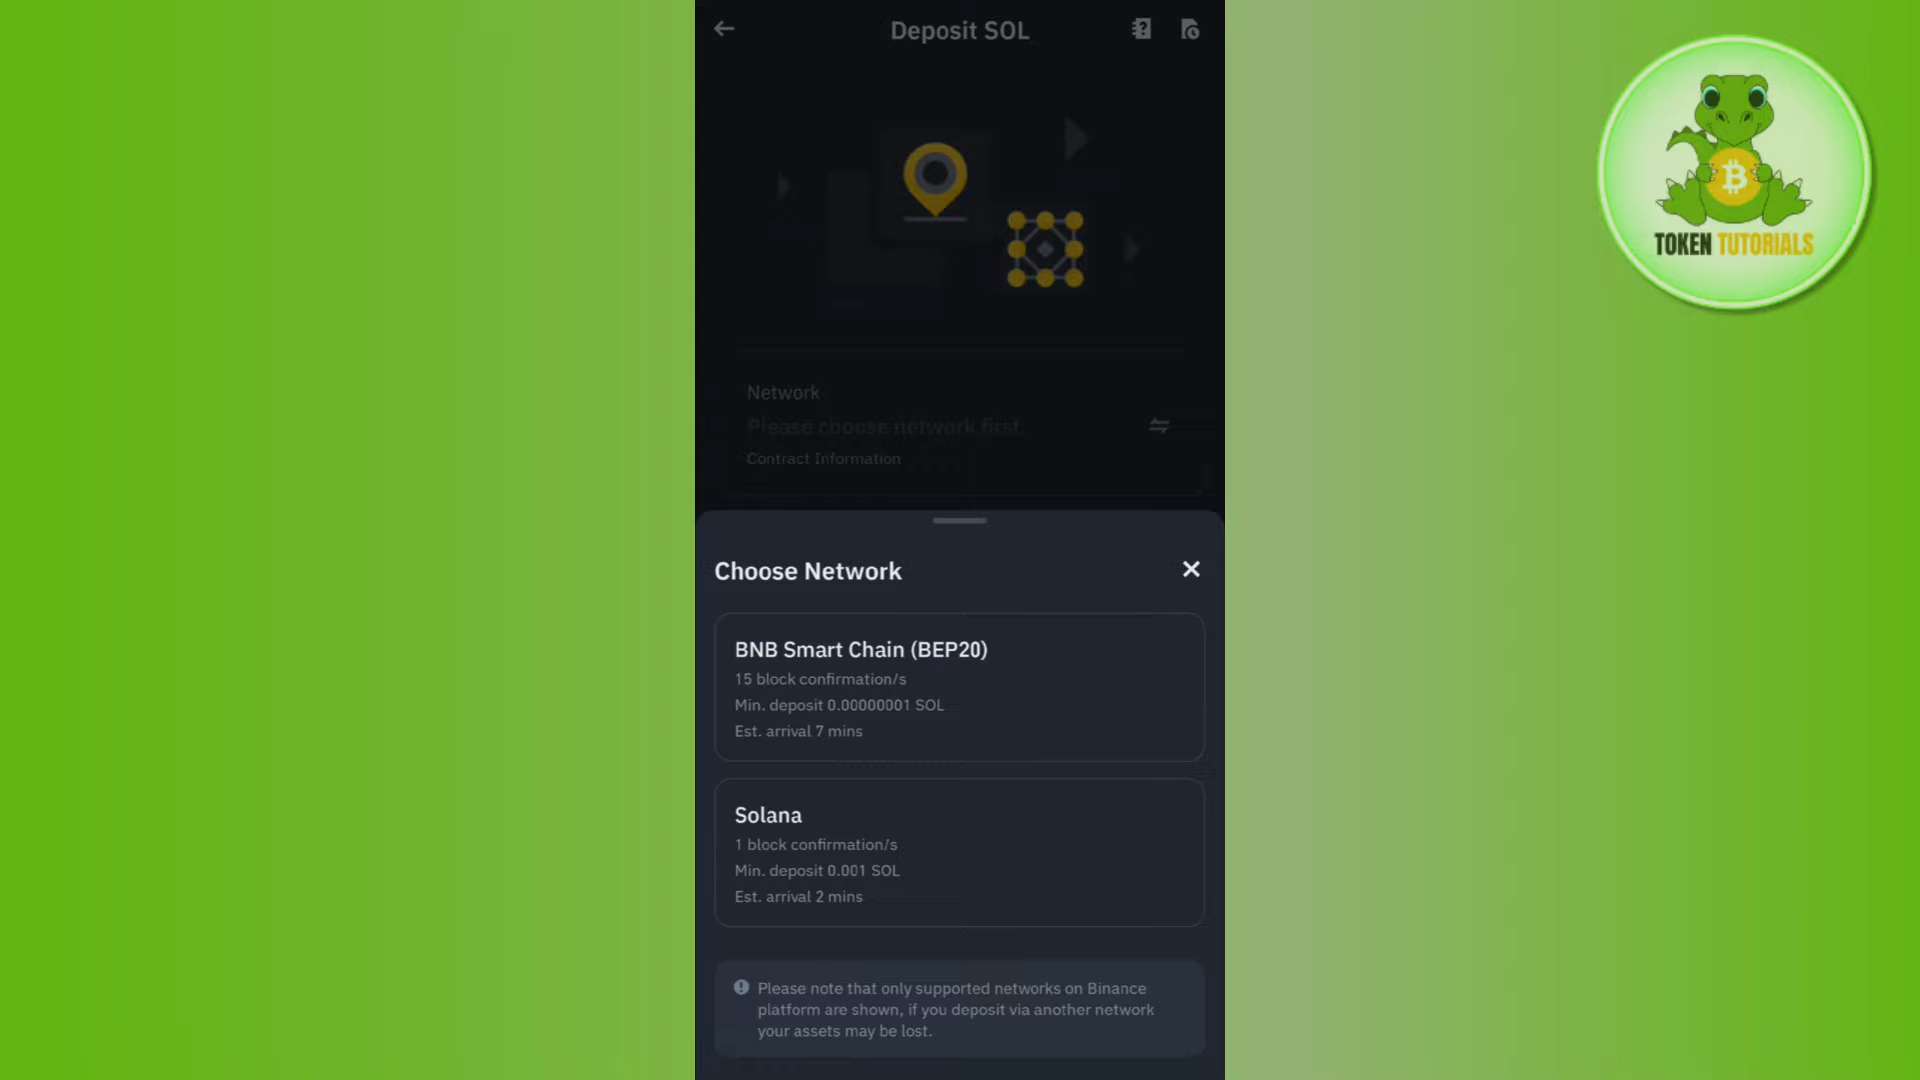 Deposit SOL
TOKEN TUTORIALS
Network
Please choose network first
Contract Information
Choose Network
BNB Smart Chain (BEP20)
15 block confirmation/s
Min. deposit 0.00000001 SOL
Est. arrival 7 mins
Solana
1 block confirmation/s
Min. deposit 0.001 SOL
Est. arrival 2 mins
Please note that only supported networks on Binance
platform are shown, if you deposit via another network
your assets may be lost.